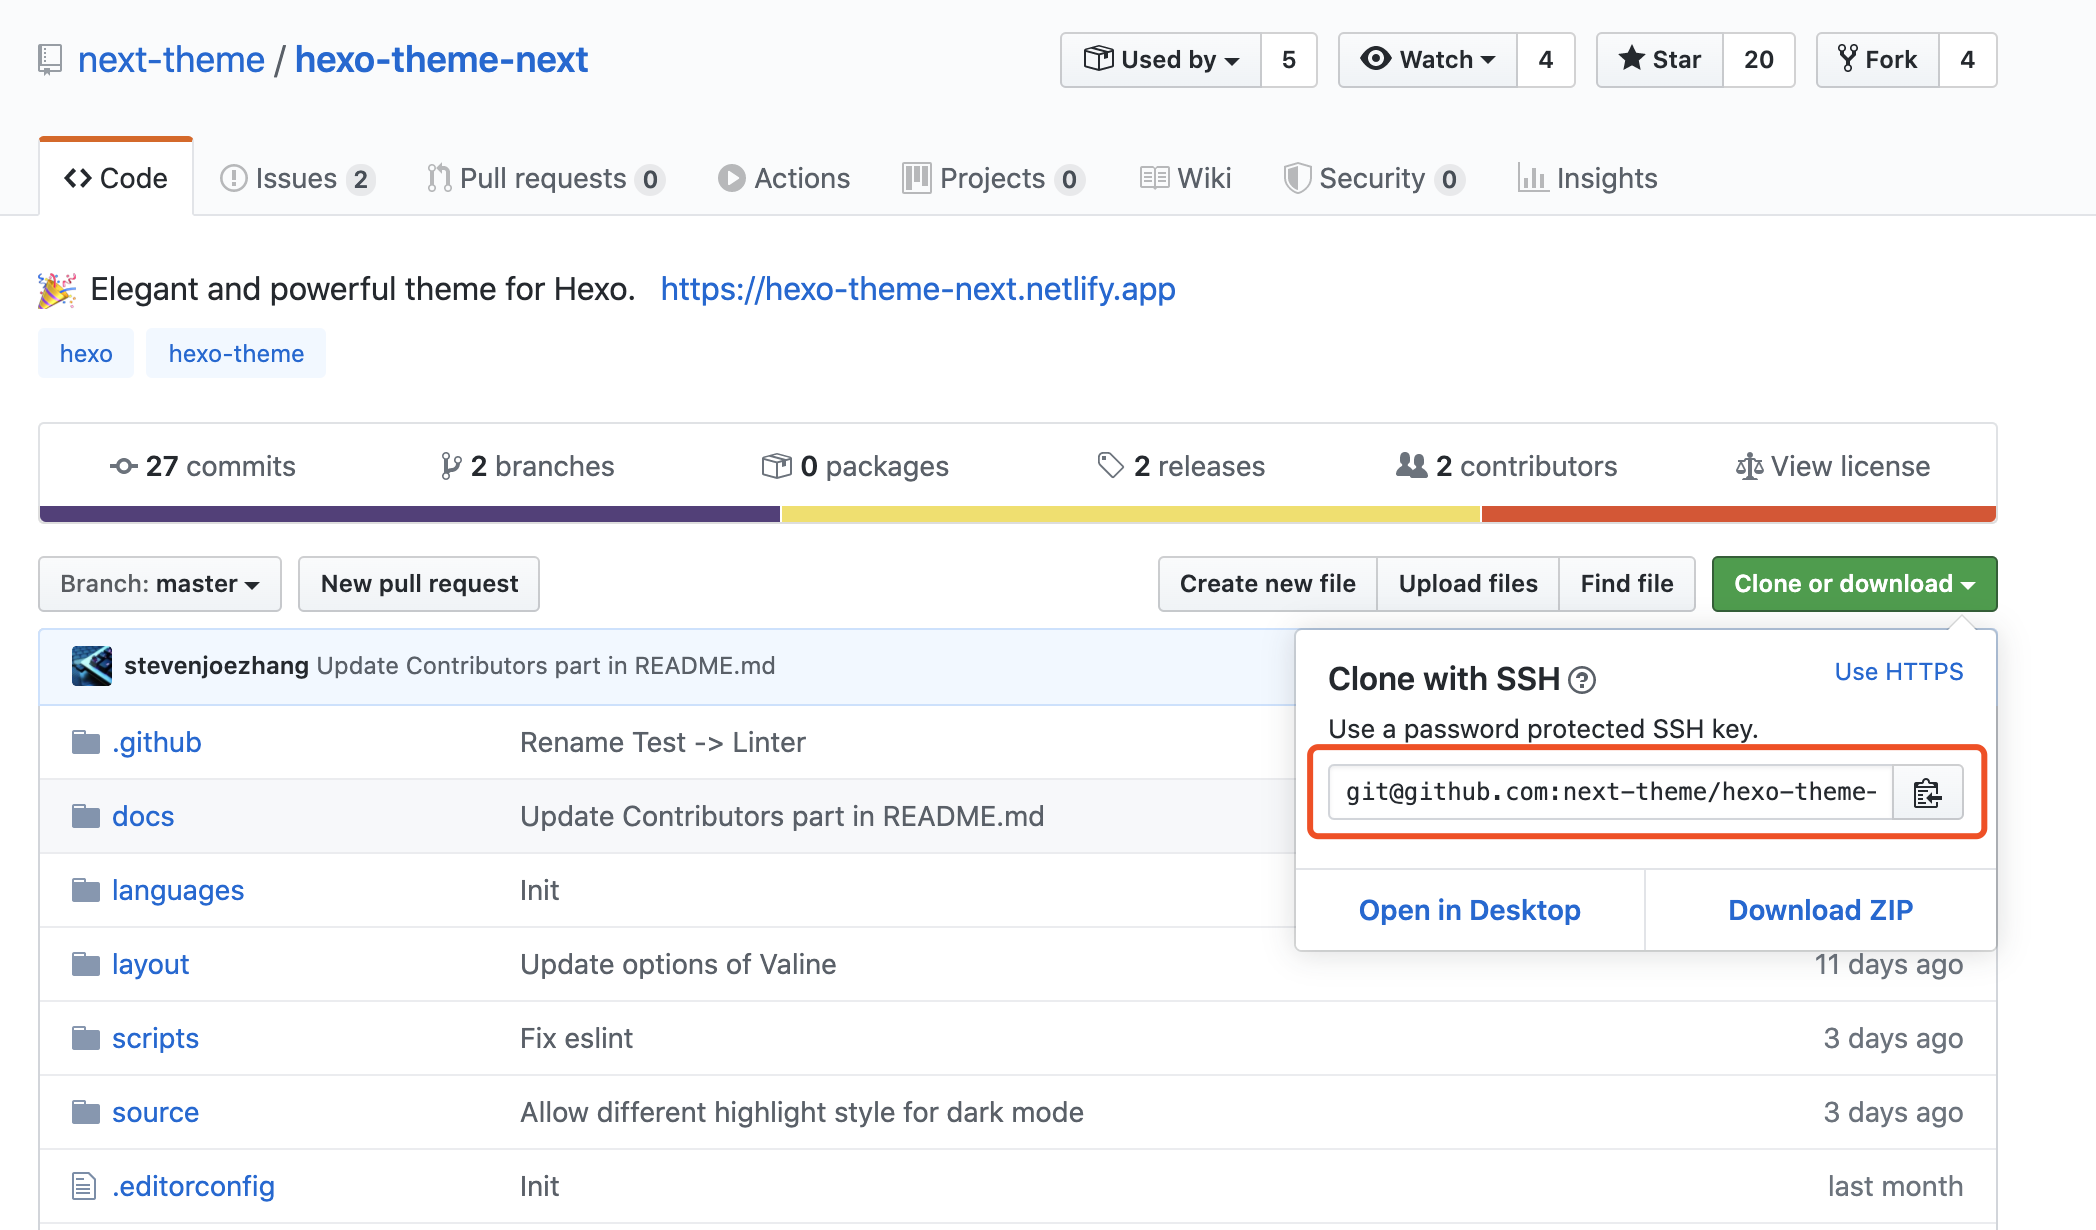 next-theme / hexo-theme-next
Used by 5 Watch 4 Star 20 Fork 4
Code Issues 2 Pull requests 0 Actions Projects 0 Wiki Security 0 Insights
Elegant and powerful theme for Hexo. https://hexo-theme-next.netlify.app
hexo hexo-theme
27 commits 2 branches 0 packages 2 releases 2 contributors View license
Branch: master New pull request Create new file Upload files Find file Clone or download
stevenjoezhang Update Contributors part in README.md
Clone with SSH Use HTTPS
Use a password protected SSH key.
git@github.com:next-theme/hexo-theme-
Open in Desktop Download ZIP
.github Rename Test -> Linter
docs Update Contributors part in README.md
languages Init
layout Update options of Valine 11 days ago
scripts Fix eslint 3 days ago
source Allow different highlight style for dark mode 3 days ago
.editorconfig Init last month